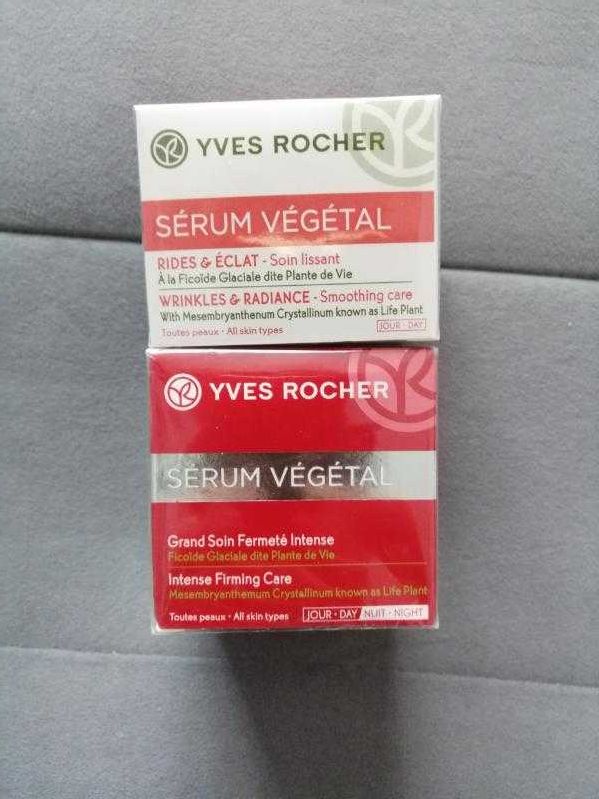 YVES ROCHER
SÉRUM VÉGÉTAL
RIDES & ÉCLAT - Soin lissant
À la Ficoïde Glaciale dite Plante de Vie
WRINKLES & RADIANCE - Smoothing care
With Mesembryanthenum Crystallinum known as Life Plant
Toutes peaux • All skin types
JOUR • DAY
YVES ROCHER
SÉRUM VÉGÉTAL
Grand Soin Fermeté Intense
Ficoïde Glaciale dite Plante de Vie
Intense Firming Care
Mesembryanthemum Crystallinum known as Life Plant
Toutes peaux • All skin types
JOUR • DAY NUIT • NIGHT